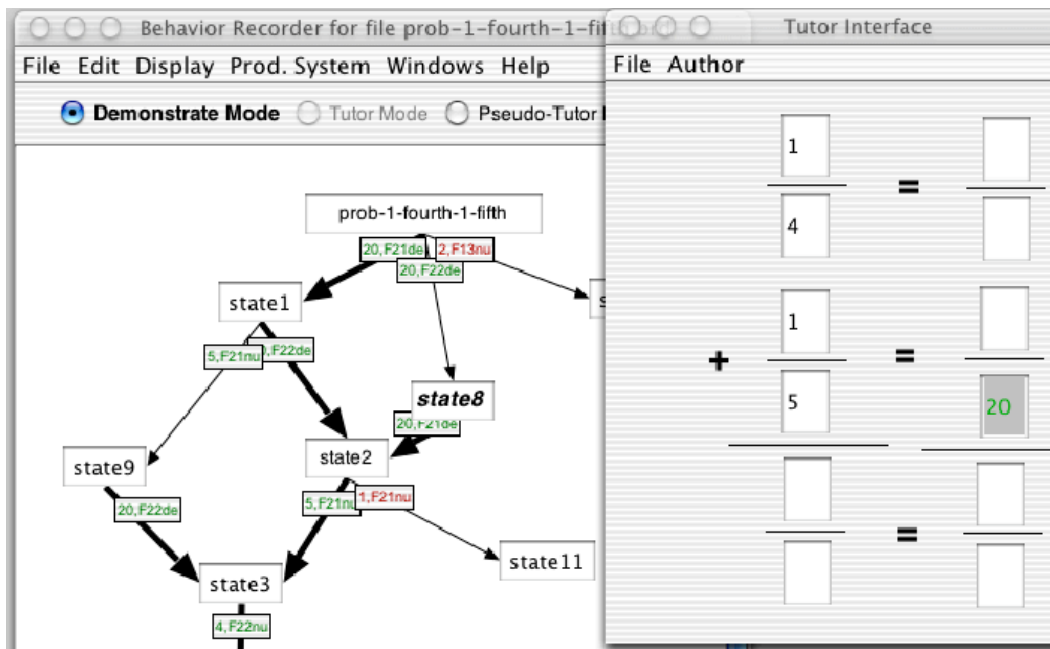 Behavior Recorder for file prob-1-fourth-1-fift
File Edit Display Prod. System Windows Help
Demonstrate Mode Tutor Mode Pseudo-Tutor
prob-1-fourth-1-fifth
20,F21de 2,F13nu
20,F22de
state1
5,F21nu ,F22de
state8
20,F21de
state9
state2
20,F22de
5,F21nu 1,F21nu
state11
state3
4,F22nu
Tutor Interface
File Author
1
=
4
1
+ =
5
20
=